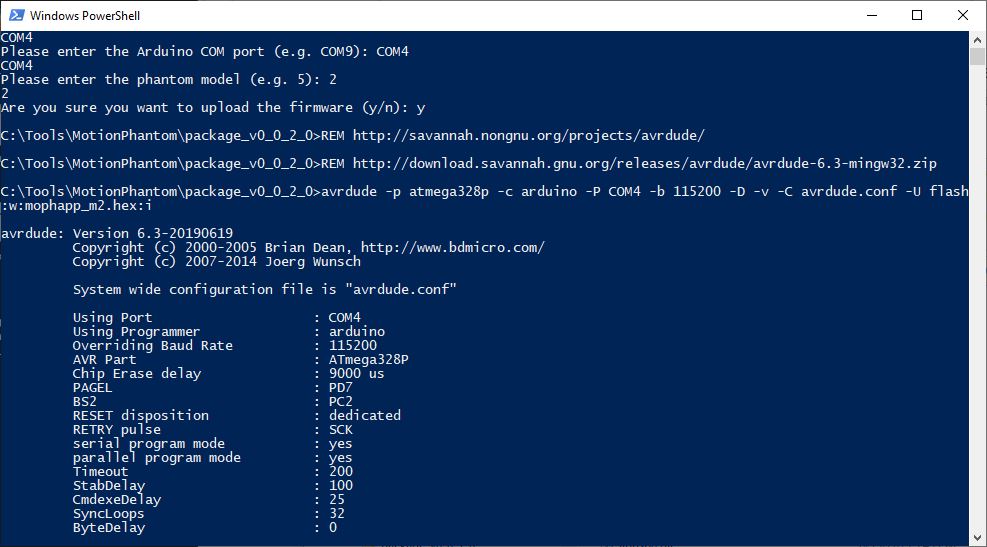 Windows PowerShell
COM4
Please enter the Arduino COM port (e.g. COM9): COM4
COM4
Please enter the phantom model (e.g. 5): 2
2
Are you sure you want to upload the firmware (y/n): y
C:\Tools\MotionPhantom\package_v0_0_2_0>REM http://savannah.nongnu.org/projects/avrdude/
C:\Tools\MotionPhantom\package_v0_0_2_0>REM http://download.savannah.gnu.org/releases/avrdude/avrdude-6.3-mingw32.zip
C:\Tools\MotionPhantom\package_v0_0_2_0>avrdude -p atmega328p -c arduino -P COM4 -b 115200 -D -v -C avrdude.conf -U flash
:w:mophapp_m2.hex:i
avrdude: Version 6.3-20190619
Copyright (c) 2000-2005 Brian Dean, http://www.bdmicro.com/
Copyright (c) 2007-2014 Joerg Wunsch
System wide configuration file is "avrdude.conf"
Using Port : COM4
Using Programmer : arduino
Overriding Baud Rate : 115200
AVR Part : ATmega328P
Chip Erase delay : 9000 us
PAGEL : PD7
BS2 : PC2
RESET disposition : dedicated
RETRY pulse : SCK
serial program mode : yes
parallel program mode : yes
Timeout : 200
StabDelay : 100
CmdexeDelay : 25
SyncLoops : 32
ByteDelay : 0